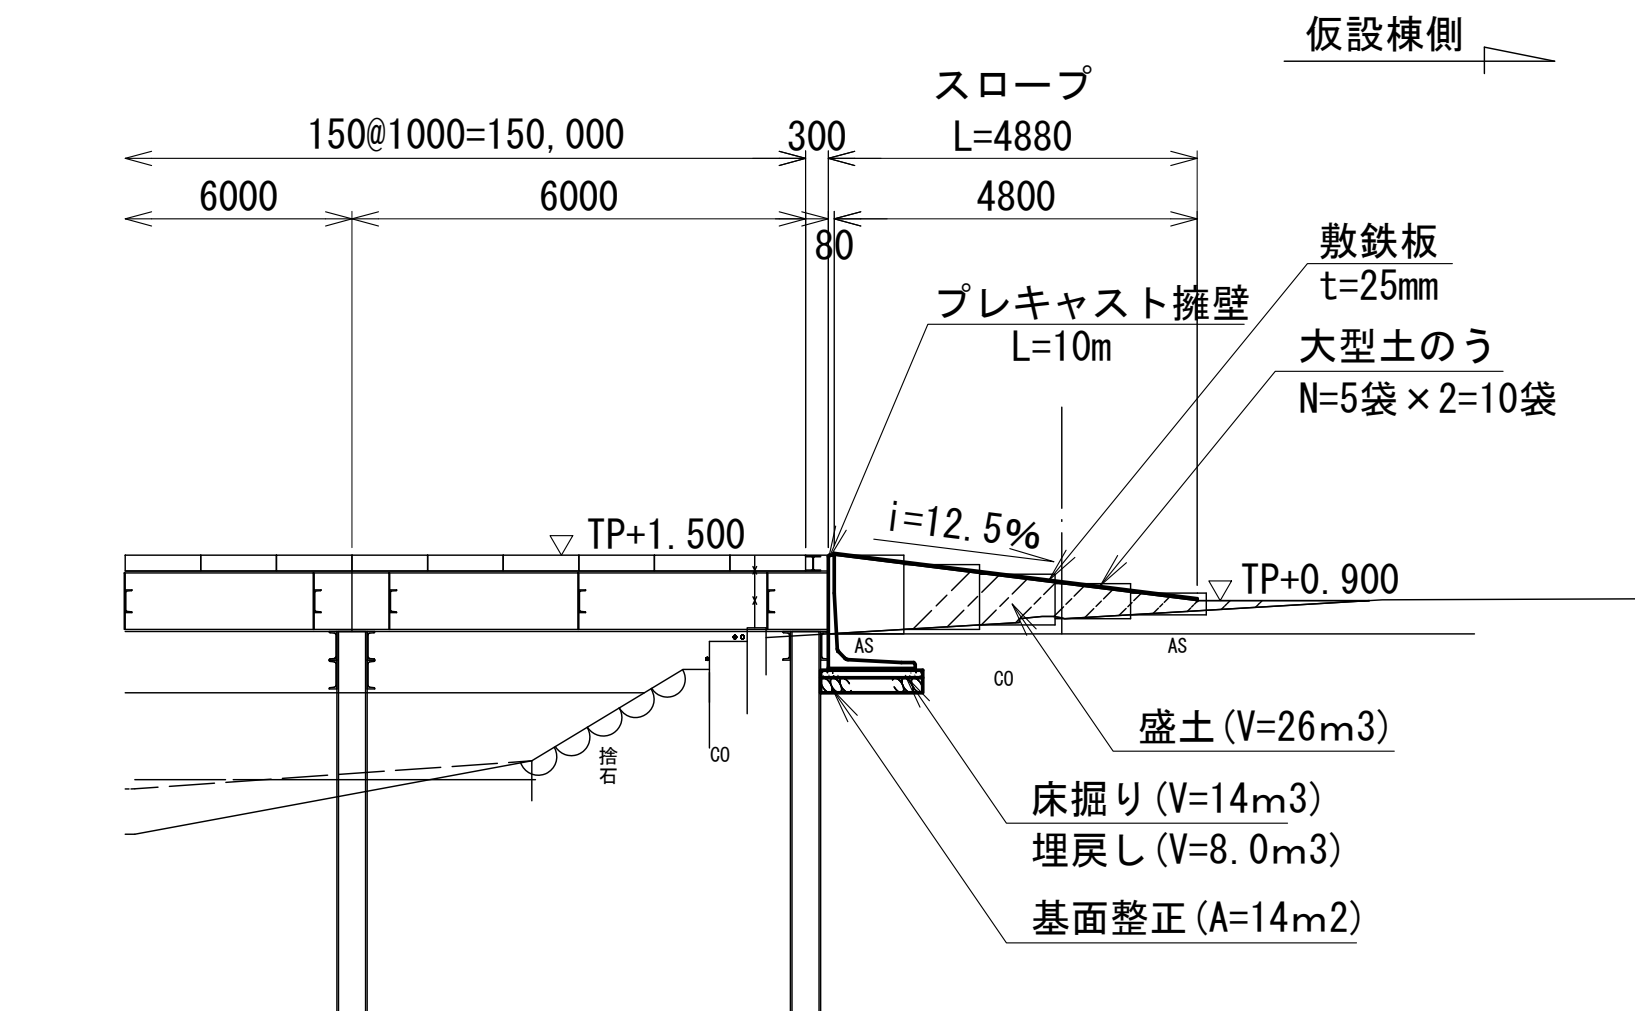 仮設棟側
スロープ
150@1000=150,000
300
L=4880
6000
6000
4800
80
敷鉄板
t=25mm
プレキャスト擁壁
L=10m
大型土のう
N=5袋×2=10袋
i=12.5%
TP+1.500
TP+0.900
AS
AS
CO
捨石
CO
盛土(V=26m3)
床掘り(V=14m3)
埋戻し(V=8.0m3)
基面整正(A=14m2)